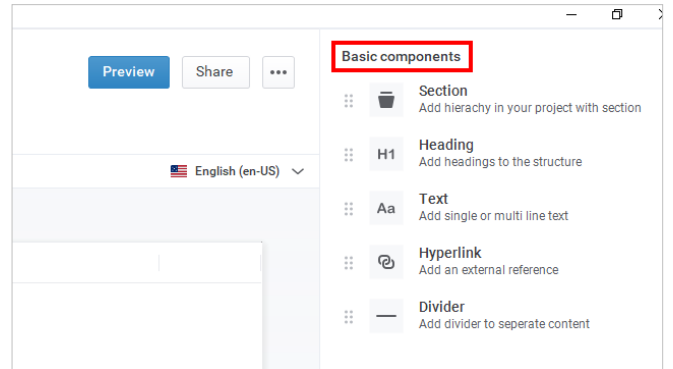 Preview
Share
Basic components
Section
Add hierachy in your project with section
H1
Heading
Add headings to the structure
English (en-US)
Aa
Text
Add single or multi line text
Hyperlink
Add an external reference
Divider
Add divider to seperate content